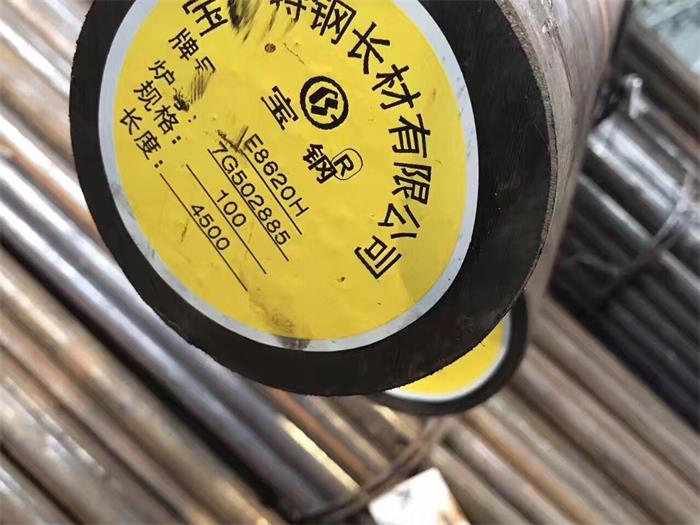 特钢长材有限公司
宝钢
R
牌号 E8620H
炉号: 7G502885
规格: 100
长度: 4500